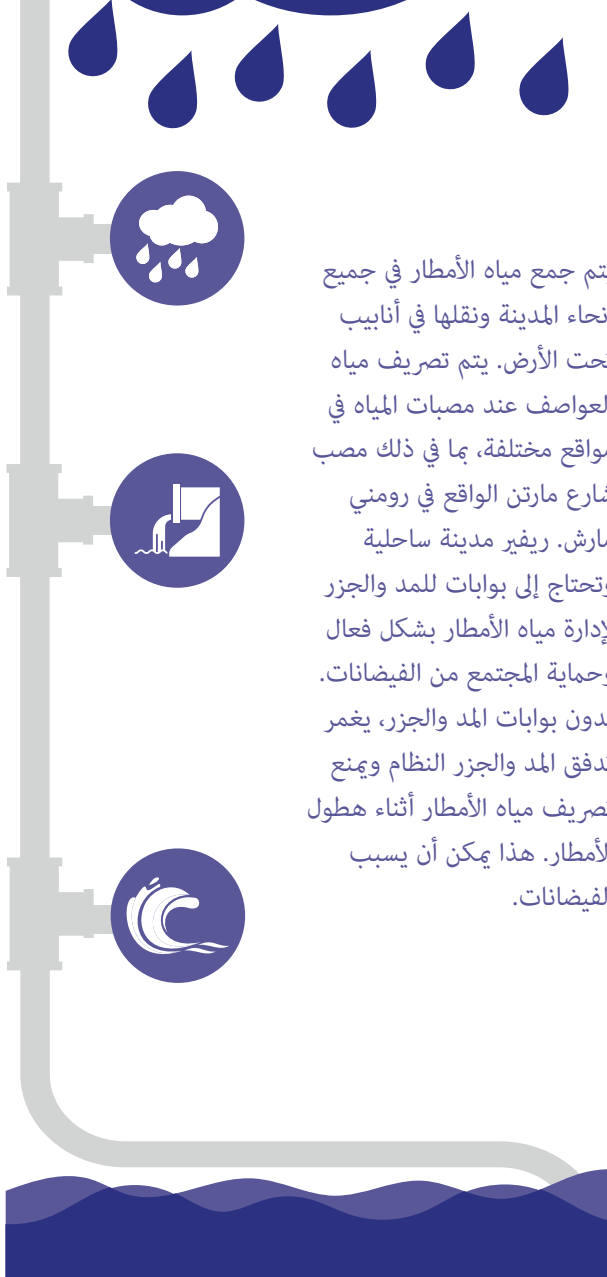 يتم جمع مياه الأمطار في جميع
أنحاء المدينة ونقلها في أنابيب
تحت الأرض. يتم تصريف مياه
العواصف عند مصبات المياه في
مواقع مختلفة، بما في ذلك مصب
شارع مارتن الواقع في رومني
مارش. ريفير مدينة ساحلية
وتحتاج إلى بوابات للمد والجزر
لإدارة مياه الأمطار بشكل فعال
وحماية المجتمع من الفيضانات.
بدون بوابات المد والجزر، يغمر
تدفق المد والجزر النظام ويمنع
تصريف مياه الأمطار أثناء هطول
الأمطار. هذا يمكن أن يسبب
الفيضانات.